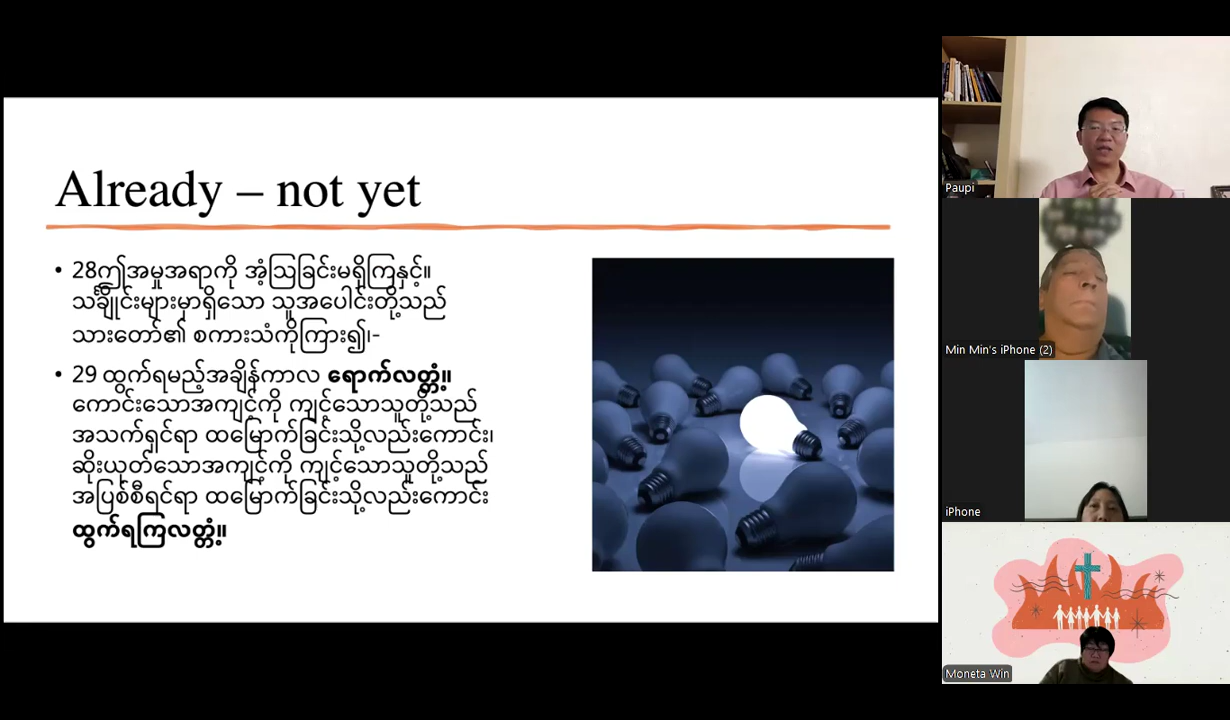 Already – not yet
• 28ဤအမှုအရာကို အံ့ဩခြင်းမရှိကြနှင့်။
သင်္ချိုင်းများမှာရှိသော သူအပေါင်းတို့သည်
သားတော်၏ စကားသံကိုကြား၍၊-
• 29 ထွက်ရမည့်အချိန်ကာလ ရောက်လတ္တံ့။
ကောင်းသောအကျင့်ကို ကျင့်သောသူတို့သည်
အသက်ရှင်ရာ ထမြောက်ခြင်းသို့လည်းကောင်း၊
ဆိုးယုတ်သောအကျင့်ကို ကျင့်သောသူတို့သည်
အပြစ်စီရင်ရာ ထမြောက်ခြင်းသို့လည်းကောင်း
ထွက်ရကြလတ္တံ့။
Paupi
Min Min's iPhone (2)
iPhone
Moneta Win